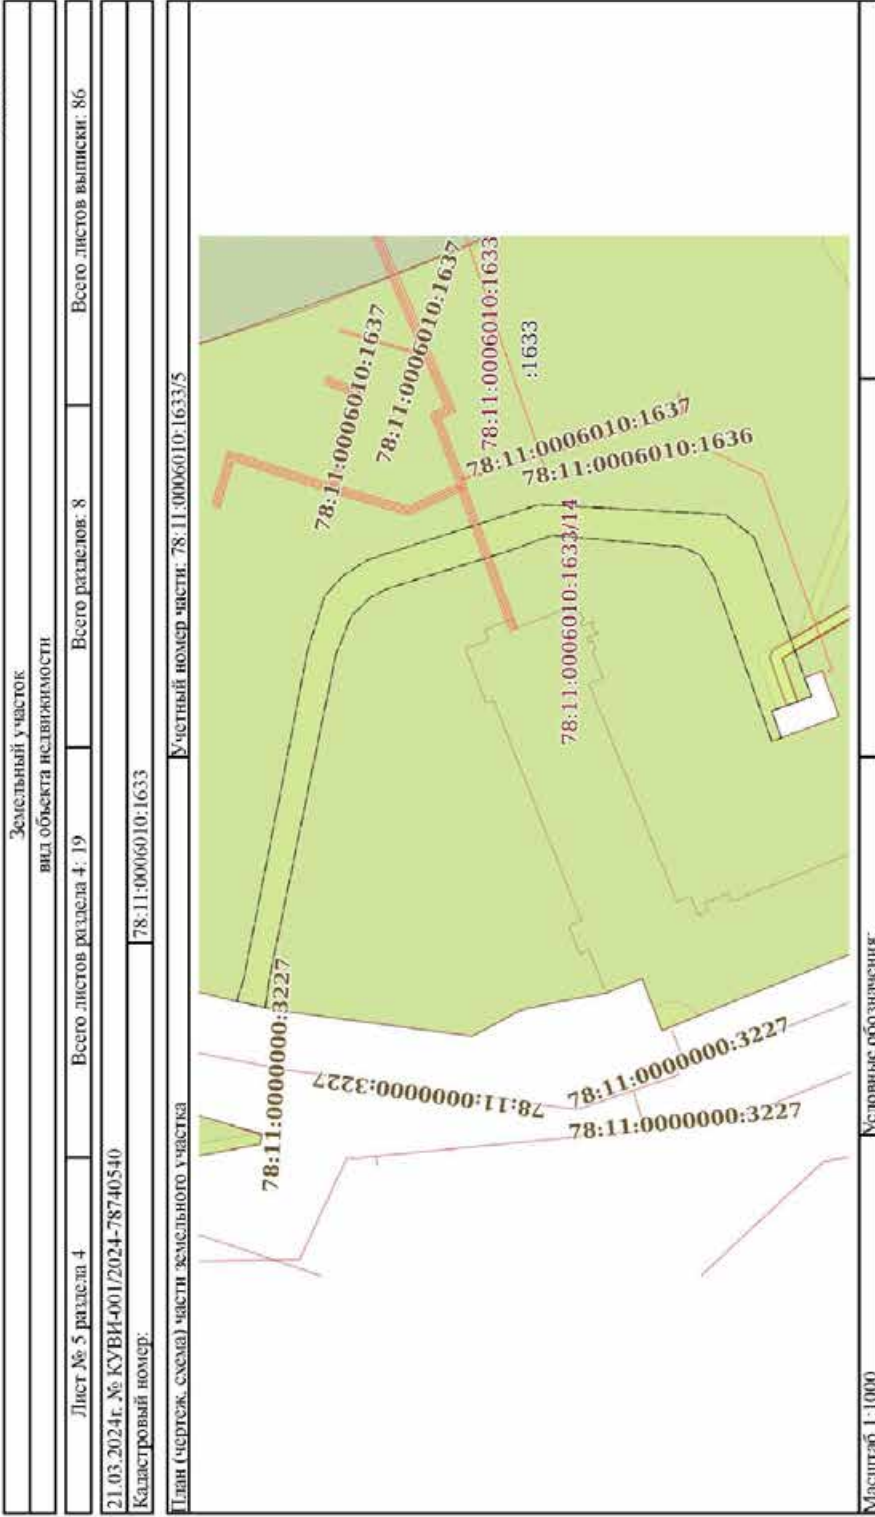 Земельный участок
вид объекта недвижимости
Лист № 5 раздела 4 Всего листов раздела 4: 19 Всего разделов: 8 Всего листов выписки: 86
21.03.2024г. № КУВИ-001/2024-78740540
Кадастровый номер: 78:11:0006010:1633
План (чертеж, схема) части земельного участка Учетный номер части: 78:11:0006010:1633/5
78:11:0006010:1637
78:11:0006010:1637
78:11:0006010:1633
:1633
78:11:0006010:1637
78:11:0006010:1636
78:11:0006010:1633/14
78:11:0000000:3227
78:11:0000000:3227
78:11:0000000:3227
78:11:0000000:3227
Масштаб 1:1000 Условные обозначения: